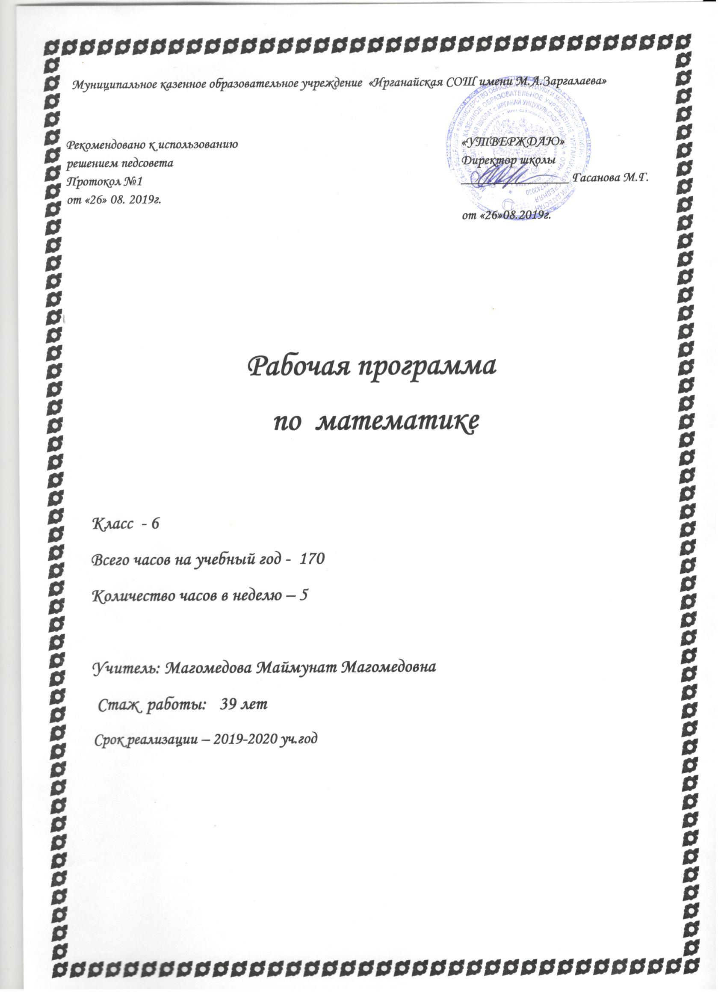 Муниципальное казенное образовательное учреждение «Ирганайская СОШ имени М.А.Заргалаева»
Рекомендовано к использованию
решением педсовета
Протокол №1
от «26» 08. 2019г.
«УТВЕРЖДАЮ»
Директор школы
Гасанова М.Г.
от «26»08.2019г.
Рабочая программа
по математике
Класс - 6
Всего часов на учебный год - 170
Количество часов в неделю – 5
Учитель: Магомедова Маймунат Магомедовна
Стаж работы: 39 лет
Срок реализации – 2019-2020 уч.год